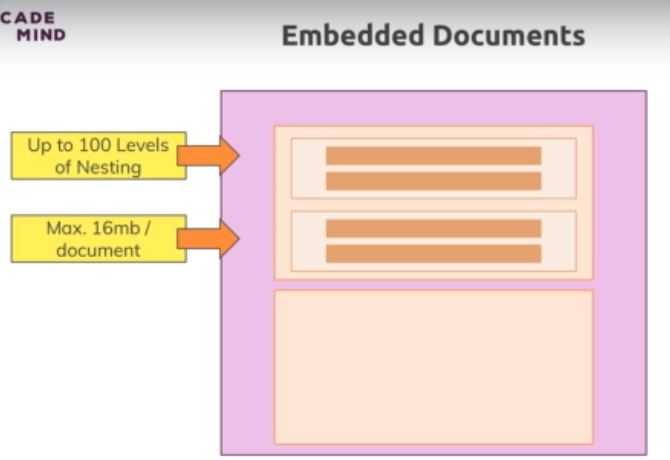 CADE
MIND
Embedded Documents
Up to 100 Levels
of Nesting
Max. 16mb /
document